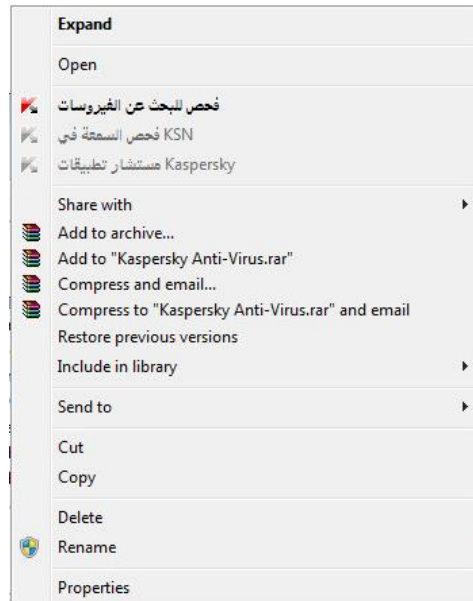 Expand
Open
فحص للبحث عن الفيروسات
فحص السمعة في KSN
مستشار تطبيقات Kaspersky
Share with
Add to archive...
Add to "Kaspersky Anti-Virus.rar"
Compress and email...
Compress to "Kaspersky Anti-Virus.rar" and email
Restore previous versions
Include in library
Send to
Cut
Copy
Delete
Rename
Properties